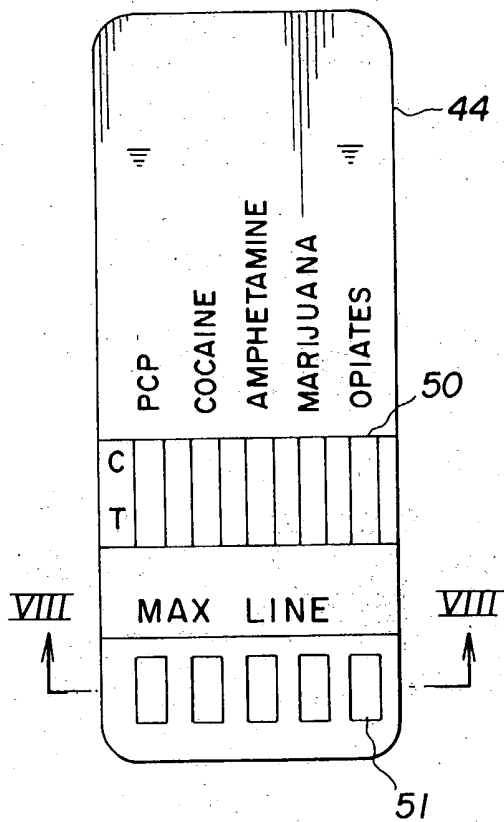 44
PCP
COCAINE
AMPHETAMINE
MARIJUANA
OPIATES
50
C
T
VIII
MAX LINE
VIII
51